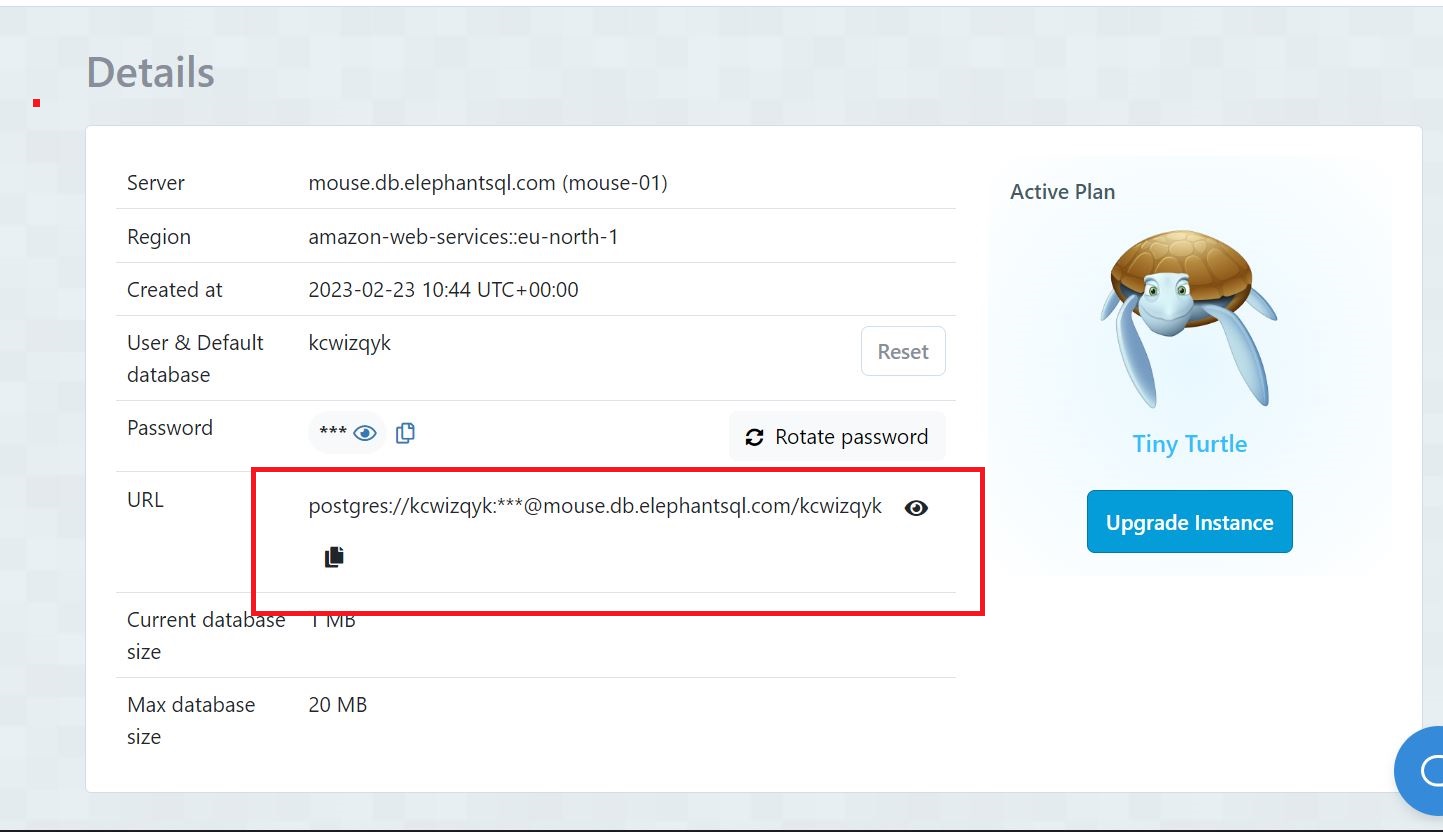 Details
Server mouse.db.elephantsql.com (mouse-01)
Region amazon-web-services::eu-north-1
Created at 2023-02-23 10:44 UTC+00:00
User & Default kcwizqyk Reset
database
Password *** Rotate password
URL postgres://kcwizqyk:***@mouse.db.elephantsql.com/kcwizqyk
Current database 1 MB
size
Max database 20 MB
size
Active Plan
Tiny Turtle
Upgrade Instance